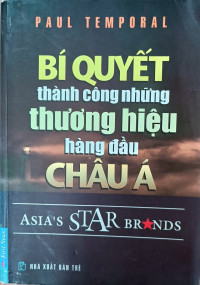 PAUL TEMPORAL
BÍ QUYẾT
thành công những
thương hiệu
hàng đầu
CHÂU Á
ASIA'S STAR BRANDS
NHÀ XUẤT BẢN TRẺ